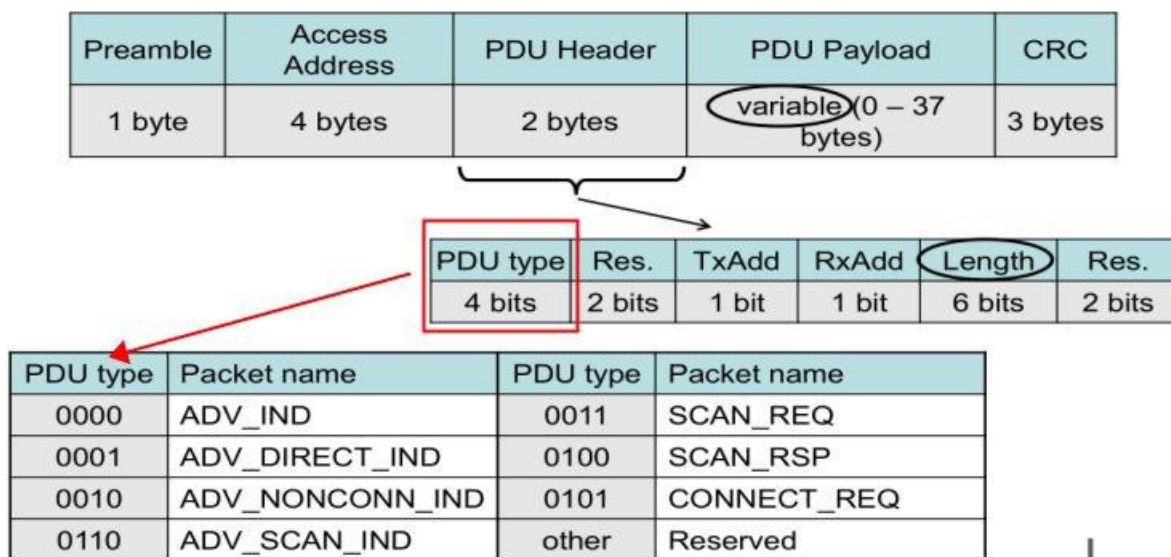 Preamble Access Address PDU Header PDU Payload CRC
1 byte 4 bytes 2 bytes variable (0 – 37 bytes) 3 bytes
PDU type Res. TxAdd RxAdd Length Res.
4 bits 2 bits 1 bit 1 bit 6 bits 2 bits
PDU type Packet name PDU type Packet name
0000 ADV_IND 0011 SCAN_REQ
0001 ADV_DIRECT_IND 0100 SCAN_RSP
0010 ADV_NONCONN_IND 0101 CONNECT_REQ
0110 ADV_SCAN_IND other Reserved